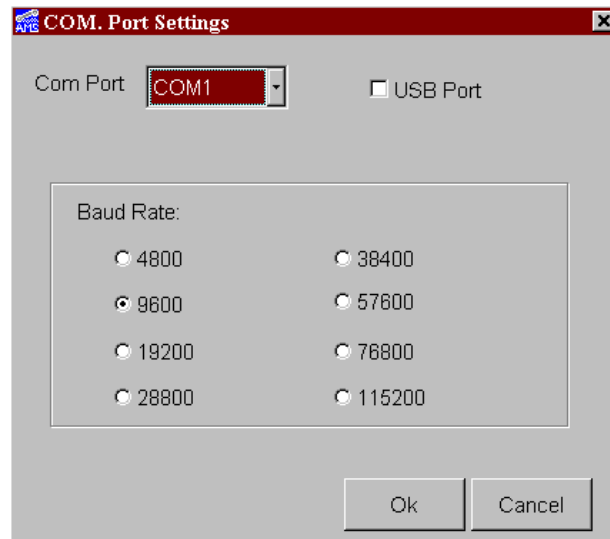 AMS COM. Port Settings
Com Port COM1 USB Port
Baud Rate:
4800 38400
9600 57600
19200 76800
28800 115200
Ok Cancel